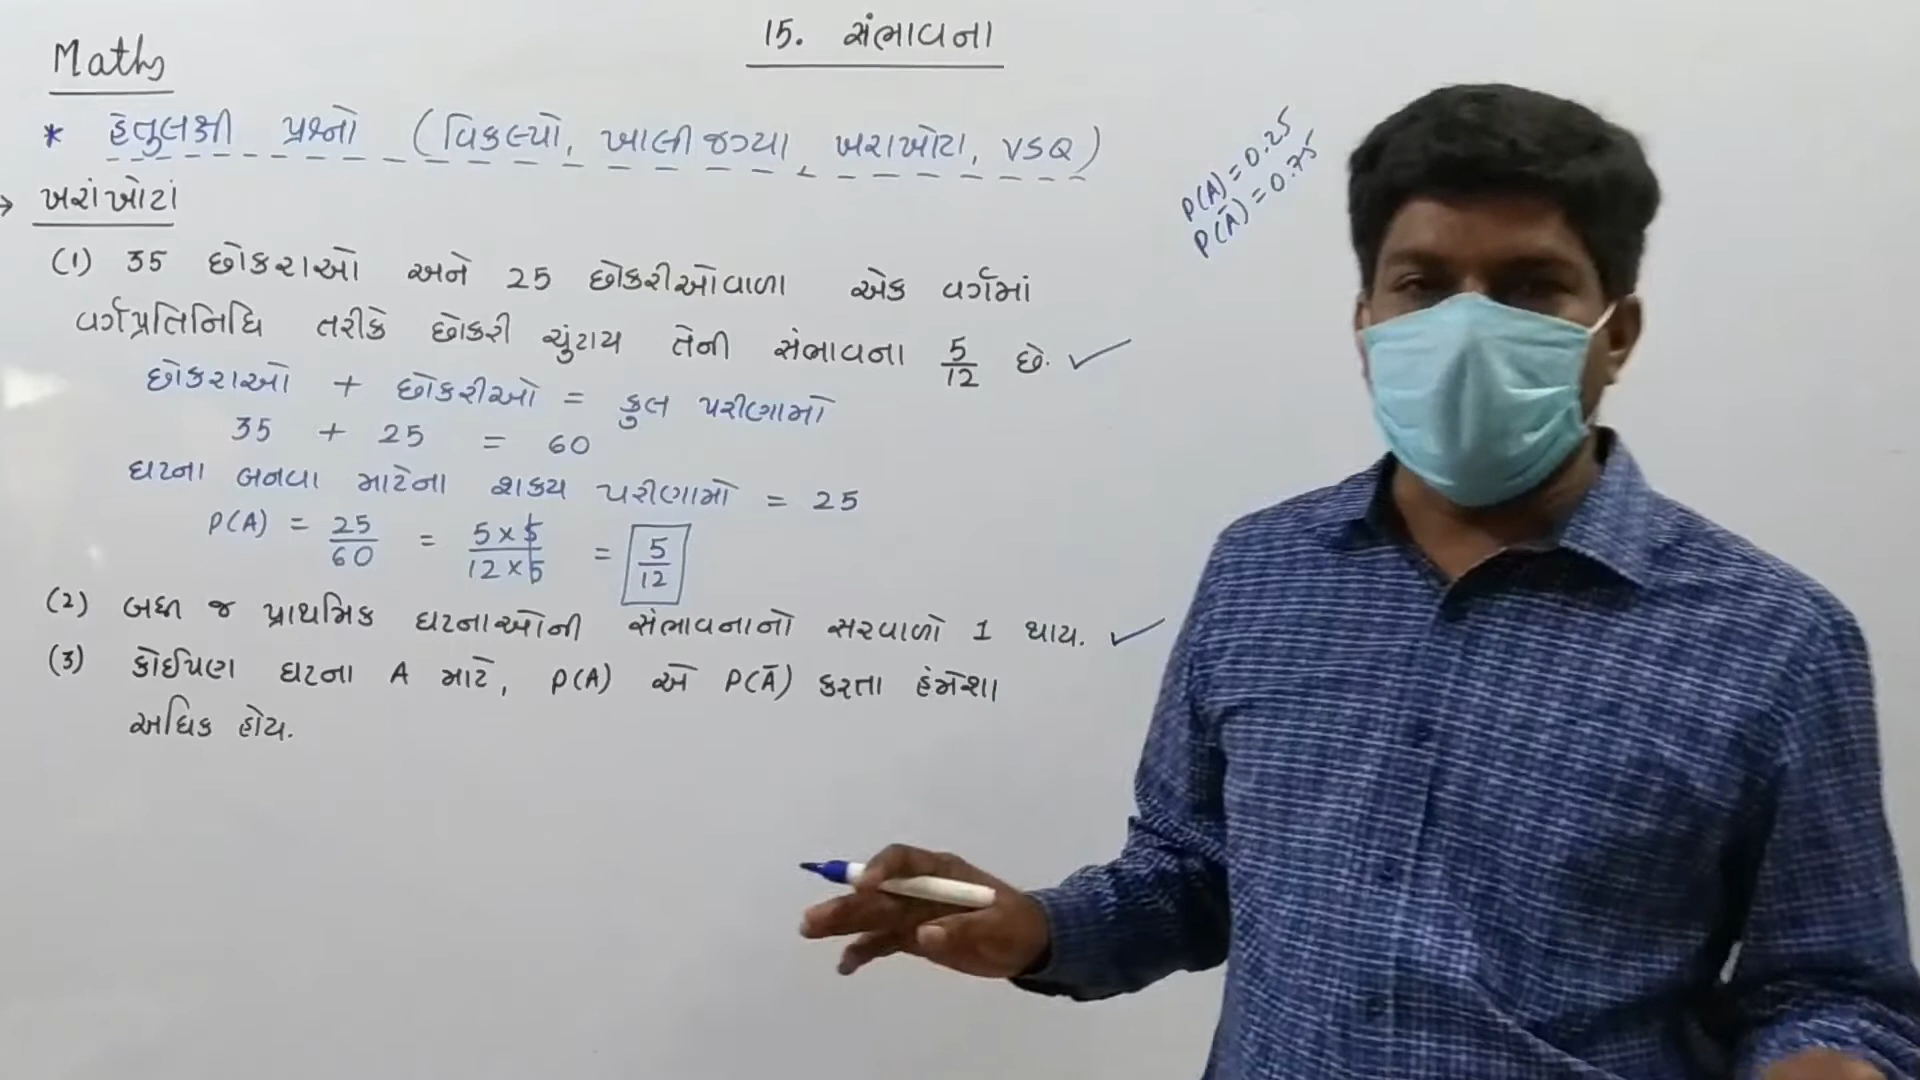 15. સંભાવના
Maths
* હેતુલક્ષી પ્રશ્નો (વિકલ્પો, ખાલી જગ્યા, ખરાખોટા, VSQ)
P(A) = 0.25
P(Ā) = 0.75
→ ખરાંખોટાં
(1) 35 છોકરાઓ અને 25 છોકરીઓવાળા એક વર્ગમાં
વર્ગપ્રતિનિધિ તરીકે છોકરી ચુંટાય તેની સંભાવના 5/12 છે. ✓
છોકરાઓ + છોકરીઓ = કુલ પરીણામો
35 + 25 = 60
ઘટના બનવા માટેના શક્ય પરીણામો = 25
P(A) = 25/60 = 5×5/12×5 = 5/12
(2) બધી જ પ્રાથમિક ઘટનાઓની સંભાવનાનો સરવાળો 1 થાય. ✓
(3) કોઈપણ ઘટના A માટે, P(A) એ P(Ā) કરતા હંમેશા
અધિક હોય.